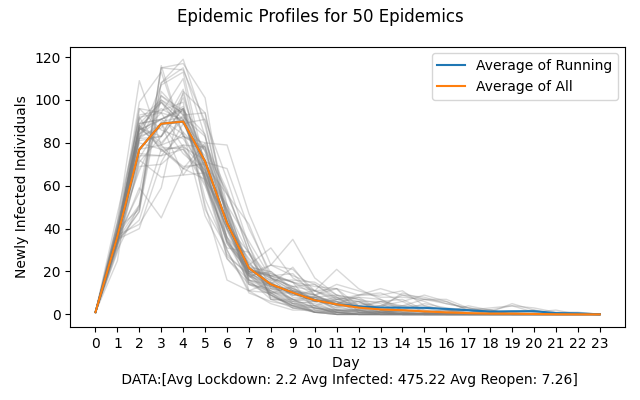 Epidemic Profiles for 50 Epidemics
120
100
80
60
40
20
0
Newly Infected Individuals
Average of Running
Average of All
0 1 2 3 4 5 6 7 8 9 10 11 12 13 14 15 16 17 18 19 20 21 22 23
Day
DATA:[Avg Lockdown: 2.2 Avg Infected: 475.22 Avg Reopen: 7.26]